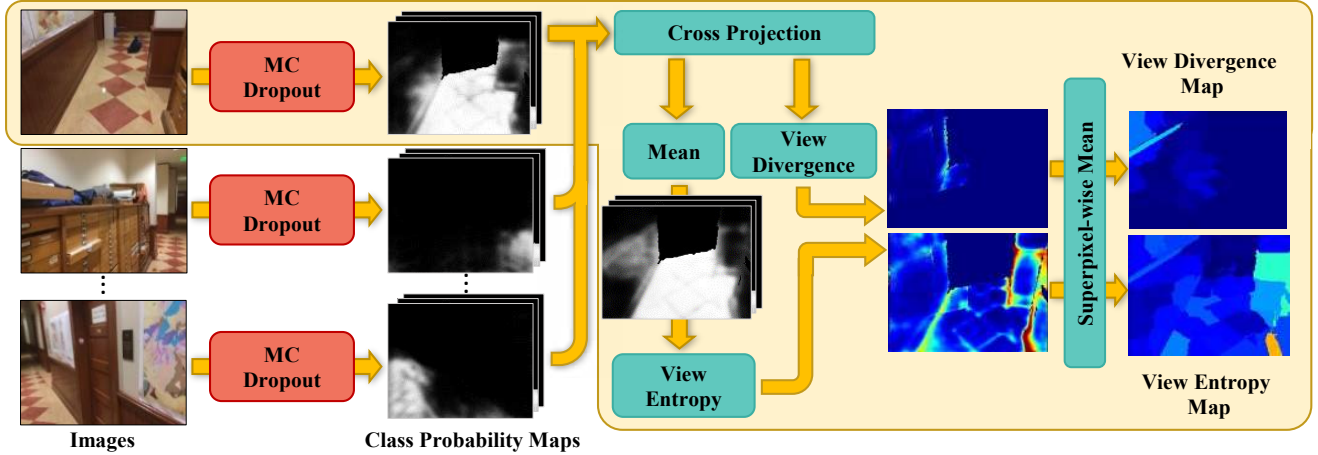 MC
Dropout
Cross Projection
View Divergence
Map
Mean
View
Divergence
Superpixel-wise Mean
MC
Dropout
MC
Dropout
View
Entropy
View Entropy
Map
Images
Class Probability Maps